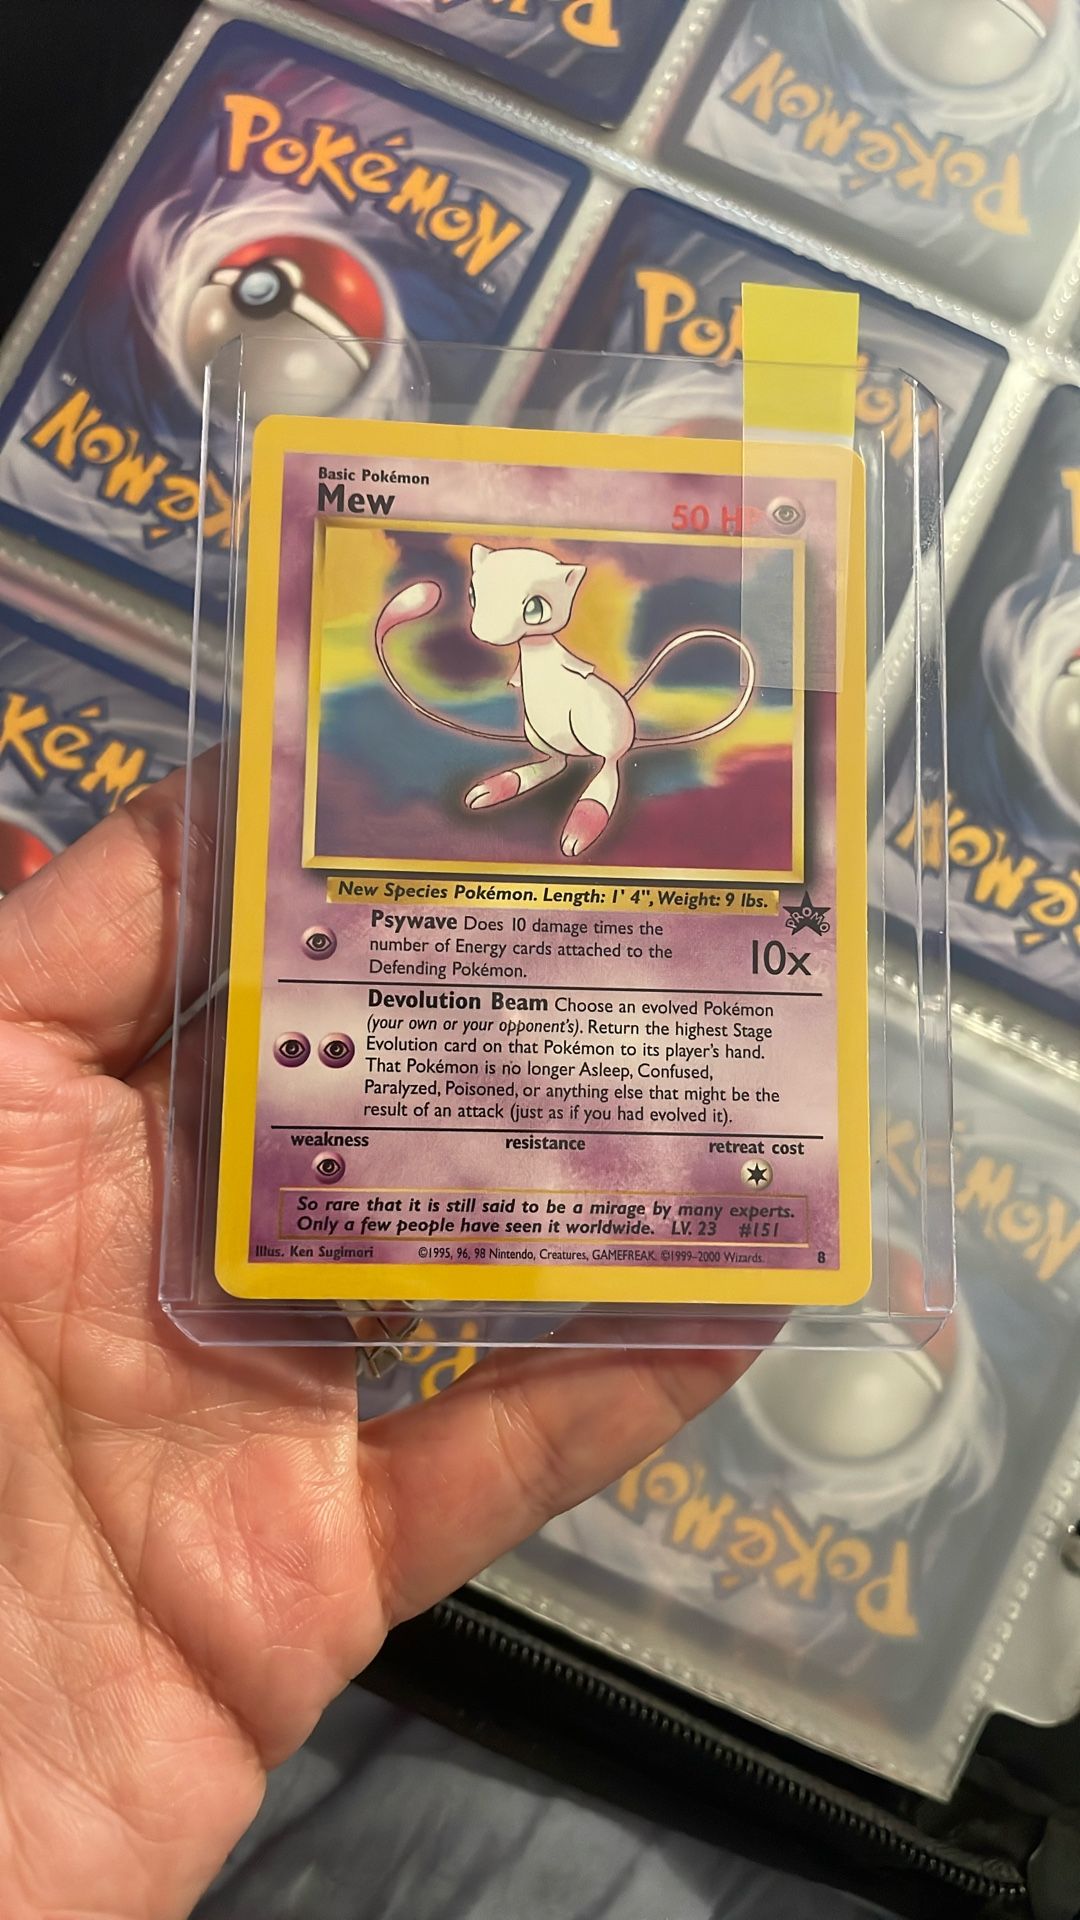 POKéMON
POKéMON
POKéMON
POKéMON
Basic Pokémon
Mew
50 HP
New Species Pokémon. Length: 1' 4", Weight: 9 lbs.
PROMO
Psywave Does 10 damage times the
number of Energy cards attached to the
Defending Pokémon.
10x
Devolution Beam Choose an evolved Pokémon
(your own or your opponent's). Return the highest Stage
Evolution card on that Pokémon to its player's hand.
That Pokémon is no longer Asleep, Confused,
Paralyzed, Poisoned, or anything else that might be the
result of an attack (just as if you had evolved it).
weakness resistance retreat cost
So rare that it is still said to be a mirage by many experts.
Only a few people have seen it worldwide. LV. 23 #151
Illus. Ken Sugimori ©1995, 96, 98 Nintendo, Creatures, GAMEFREAK. ©1999-2000 Wizards. 8
POKéMON